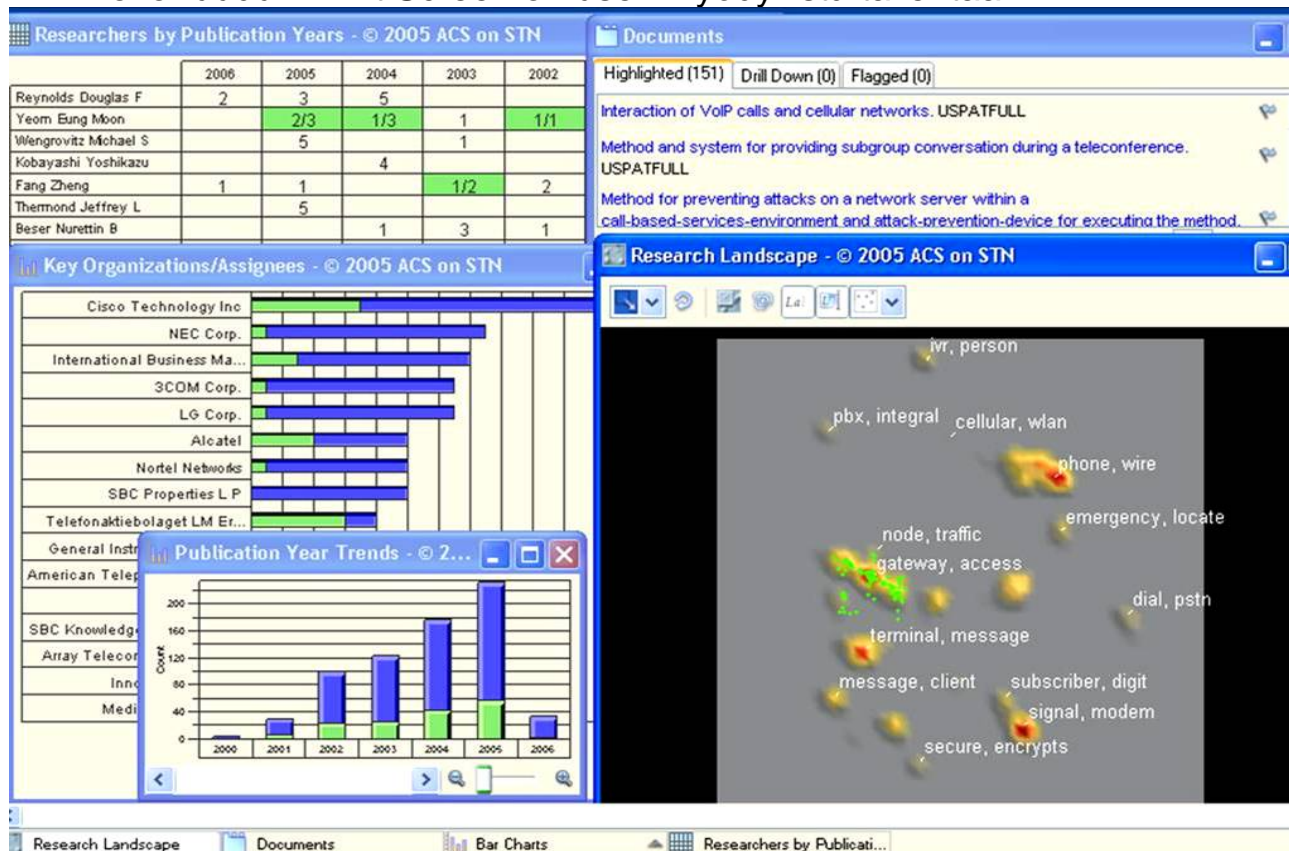 Researchers by Publication Years - © 2005 ACS on STN
2006 2005 2004 2003 2002
Reynolds Douglas F 2 3 5
Yeom Eung Moon 2/3 1/3 1 1/1
Wengrovitz Michael S 5 1
Kobayashi Yoshikazu 4
Fang Zheng 1 1 1/2 2
Thermond Jeffrey L 5
Beser Nurettin B 1 3 1
Documents
Highlighted (151) Drill Down (0) Flagged (0)
Interaction of VoIP calls and cellular networks. USPATFULL
Method and system for providing subgroup conversation during a teleconference.
USPATFULL
Method for preventing attacks on a network server within a
call-based-services-environment and attack-prevention-device for executing the method.
Key Organizations/Assignees - © 2005 ACS on STN
Cisco Technology Inc
NEC Corp.
International Business Ma...
3COM Corp.
LG Corp.
Alcatel
Nortel Networks
SBC Properties L P
Telefonaktiebolaget LM Er...
General Instr
American Telep
SBC Knowledg
Array Telecor
Inno
Medi
Publication Year Trends - © 2...
Count
200
160
120
80
40
0
2000 2001 2002 2003 2004 2005 2006
Research Landscape - © 2005 ACS on STN
ivr, person
pbx, integral
cellular, wlan
phone, wire
emergency, locate
node, traffic
gateway, access
dial, pstn
terminal, message
message, client
subscriber, digit
signal, modem
secure, encrypts
Research Landscape Documents Bar Charts Researchers by Publicati...